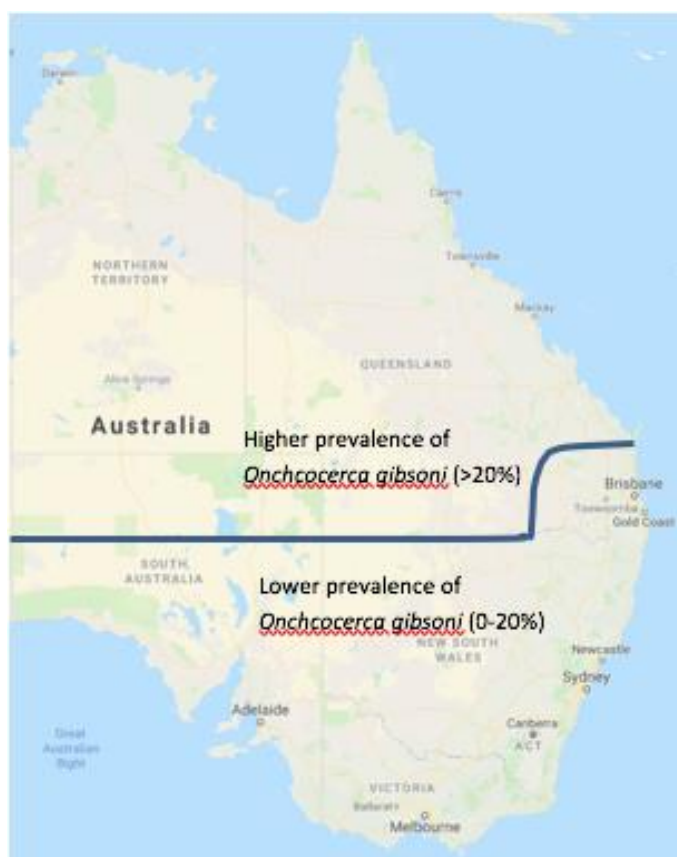 Darwin
Cairns
Townsville
Mackay
NORTHERN
TERRITORY
QUEENSLAND
Alice Springs
Australia
Higher prevalence of
Onchcocerca gibsoni (>20%)
Brisbane
Toowoomba
Gold Coast
SOUTH
AUSTRALIA
Lower prevalence of
Onchcocerca gibsoni (0-20%)
NEW SOUTH
WALES
Newcastle
Sydney
Adelaide
Great
Australian
Bight
Canberra
ACT
VICTORIA
Ballarat
Melbourne